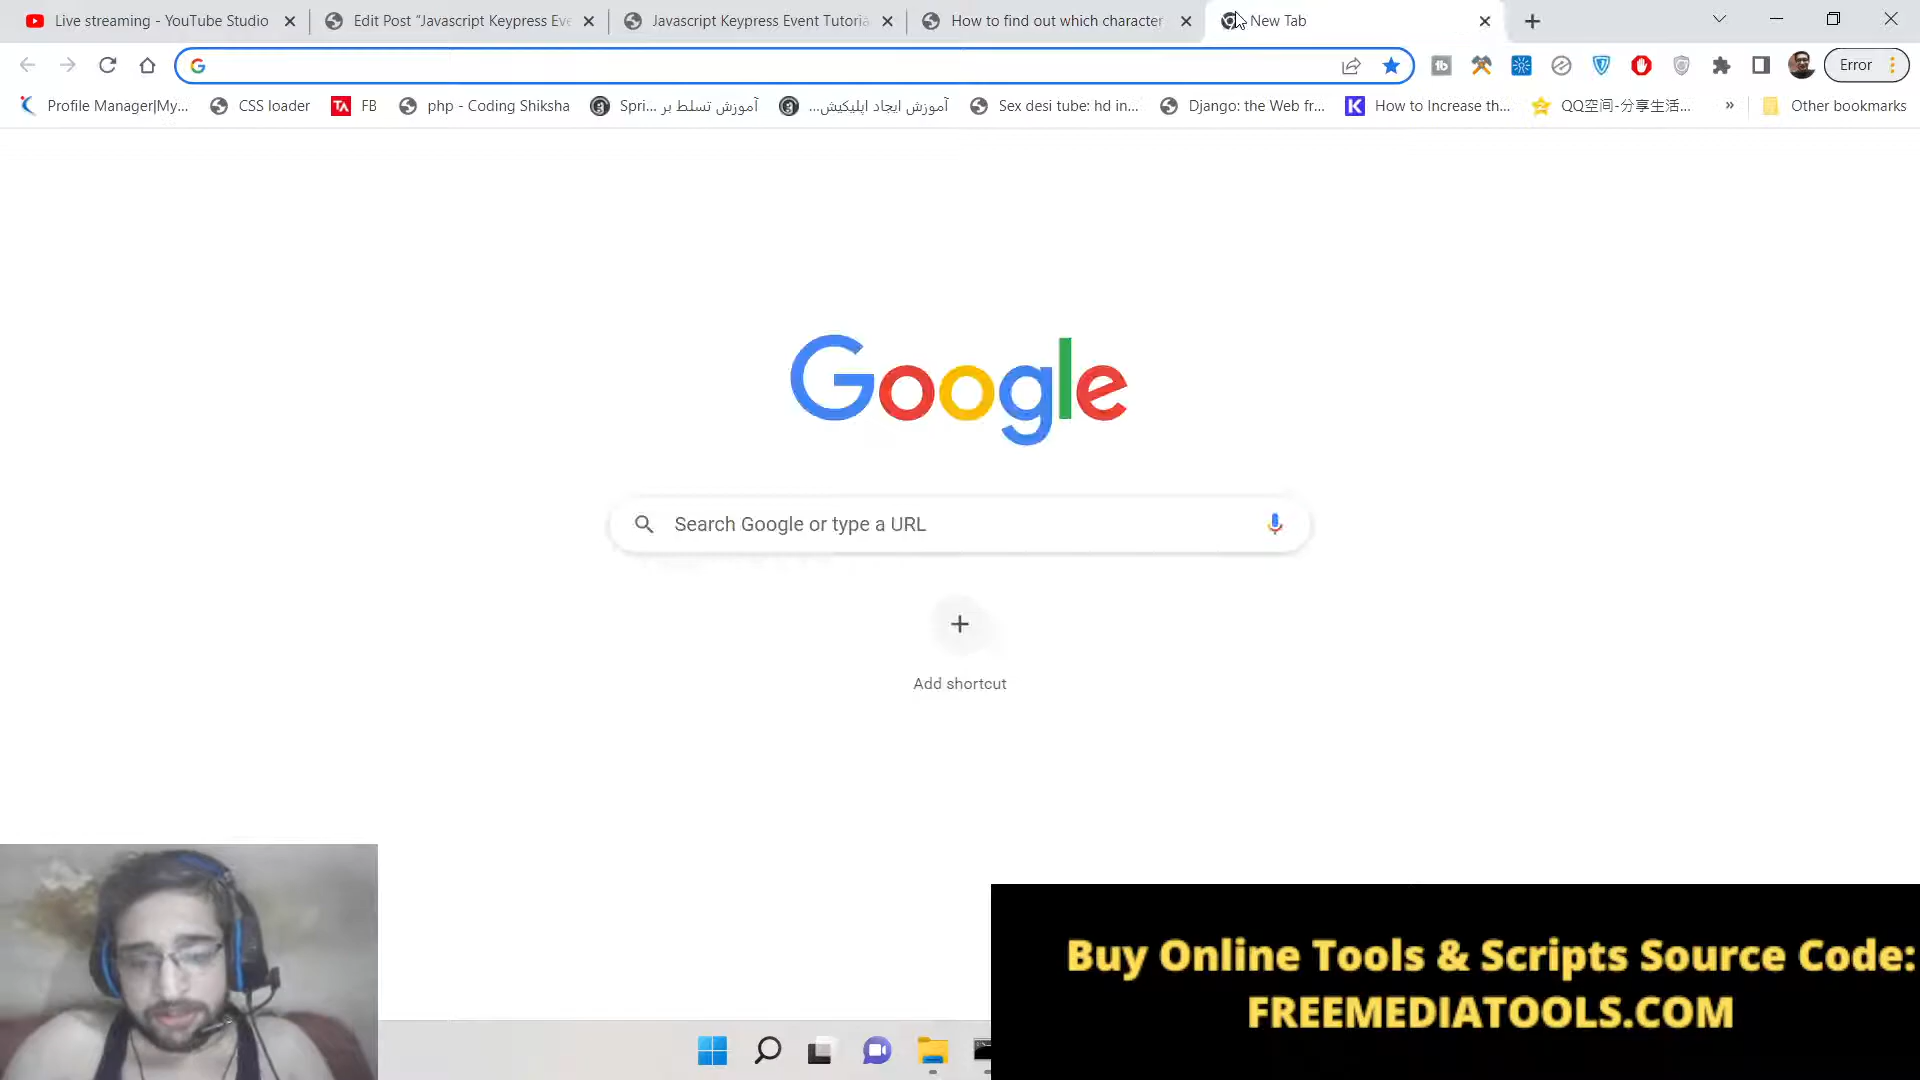 Live streaming - YouTube Studio
Edit Post “Javascript Keypress Eve
Javascript Keypress Event Tutoria
How to find out which character
New Tab
Error
Profile Manager|My...
CSS loader
TA FB
php - Coding Shiksha
آموزش تسلط بر ...Spri
آموزش ایجاد اپلیکیش...
Sex desi tube: hd in...
Django: the Web fr...
K How to Increase th...
QQ空间-分享生活...
»
Other bookmarks
Google
Search Google or type a URL
Add shortcut
Buy Online Tools & Scripts Source Code:
FREEMEDIATOOLS.COM